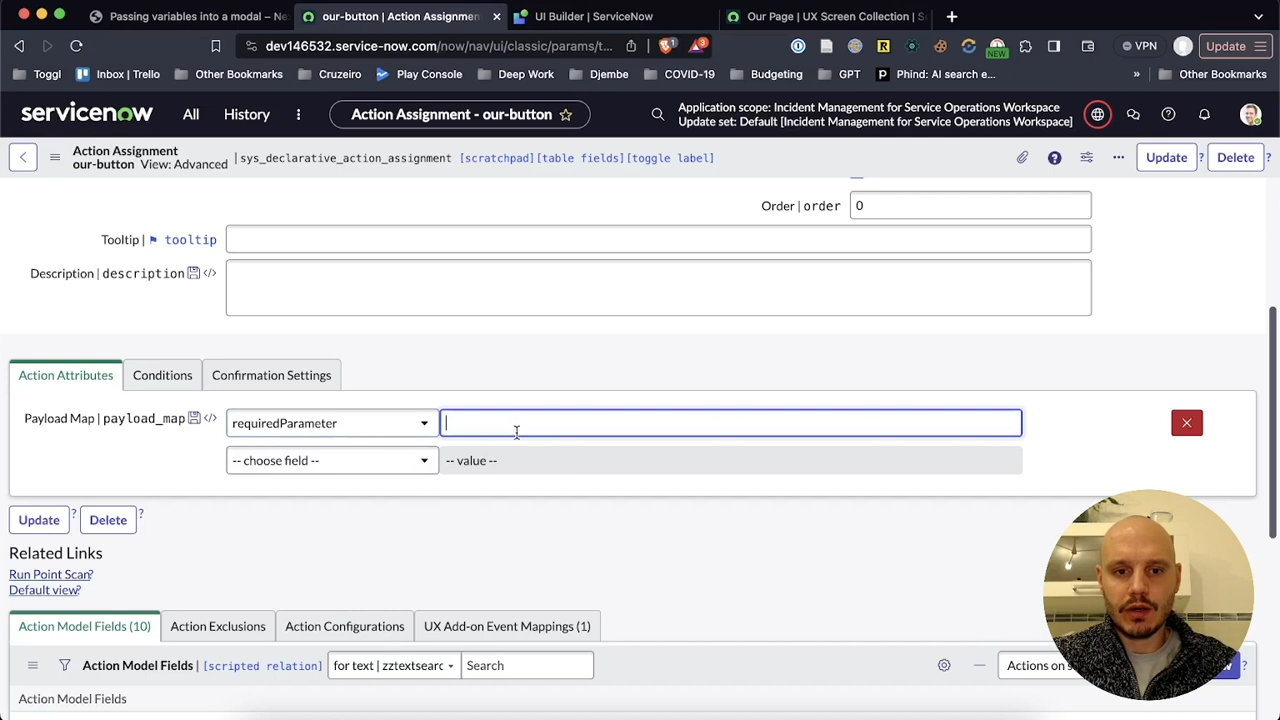 Passing variables into a modal – Ne
our-button | Action Assignmen
UI Builder | ServiceNow
Our Page | UX Screen Collection | S
dev146532.service-now.com/now/nav/ui/classic/params/t...
NEW
VPN
Update
Toggl
Inbox | Trello
Other Bookmarks
Cruzeiro
Play Console
Deep Work
Djembe
COVID-19
Budgeting
GPT
Phind: AI search e...
»
Other Bookmarks
servicenow
All
History
Action Assignment - our-button
Application scope: Incident Management for Service Operations Workspace
Update set: Default [Incident Management for Service Operations Workspace]
Action Assignment
our-button View: Advanced
|sys_declarative_action_assignment [scratchpad][table fields][toggle label]
Update
?
Delete
?
Order | order
0
Tooltip | tooltip
Description | description
</>
Action Attributes
Conditions
Confirmation Settings
Payload Map | payload_map
</>
requiredParameter
-- choose field --
-- value --
Update
?
Delete
?
Related Links
Run Point Scan?
Default view?
Action Model Fields (10)
Action Exclusions
Action Configurations
UX Add-on Event Mappings (1)
Action Model Fields | [scripted relation]
for text | zztextsearc
Search
Actions on s
?
Action Model Fields